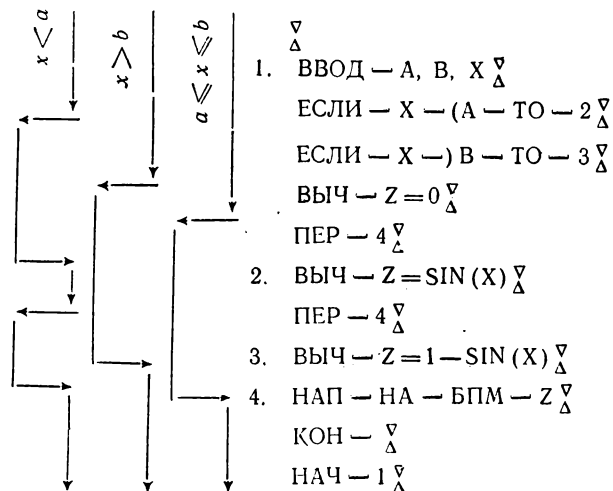 x < a
x > b
a ⩽ x ⩽ b
∇
Δ
1. ВВОД — А, В, X ∇Δ
ЕСЛИ — X — (А — ТО — 2 ∇Δ
ЕСЛИ — X —) В — ТО — 3 ∇Δ
ВЫЧ — Z = 0 ∇Δ
ПЕР — 4 ∇Δ
2. ВЫЧ — Z = SIN (X) ∇Δ
ПЕР — 4 ∇Δ
3. ВЫЧ — Z = 1 — SIN (X) ∇Δ
4. НАП — НА — БПМ — Z ∇Δ
КОН — ∇Δ
НАЧ — 1 ∇Δ